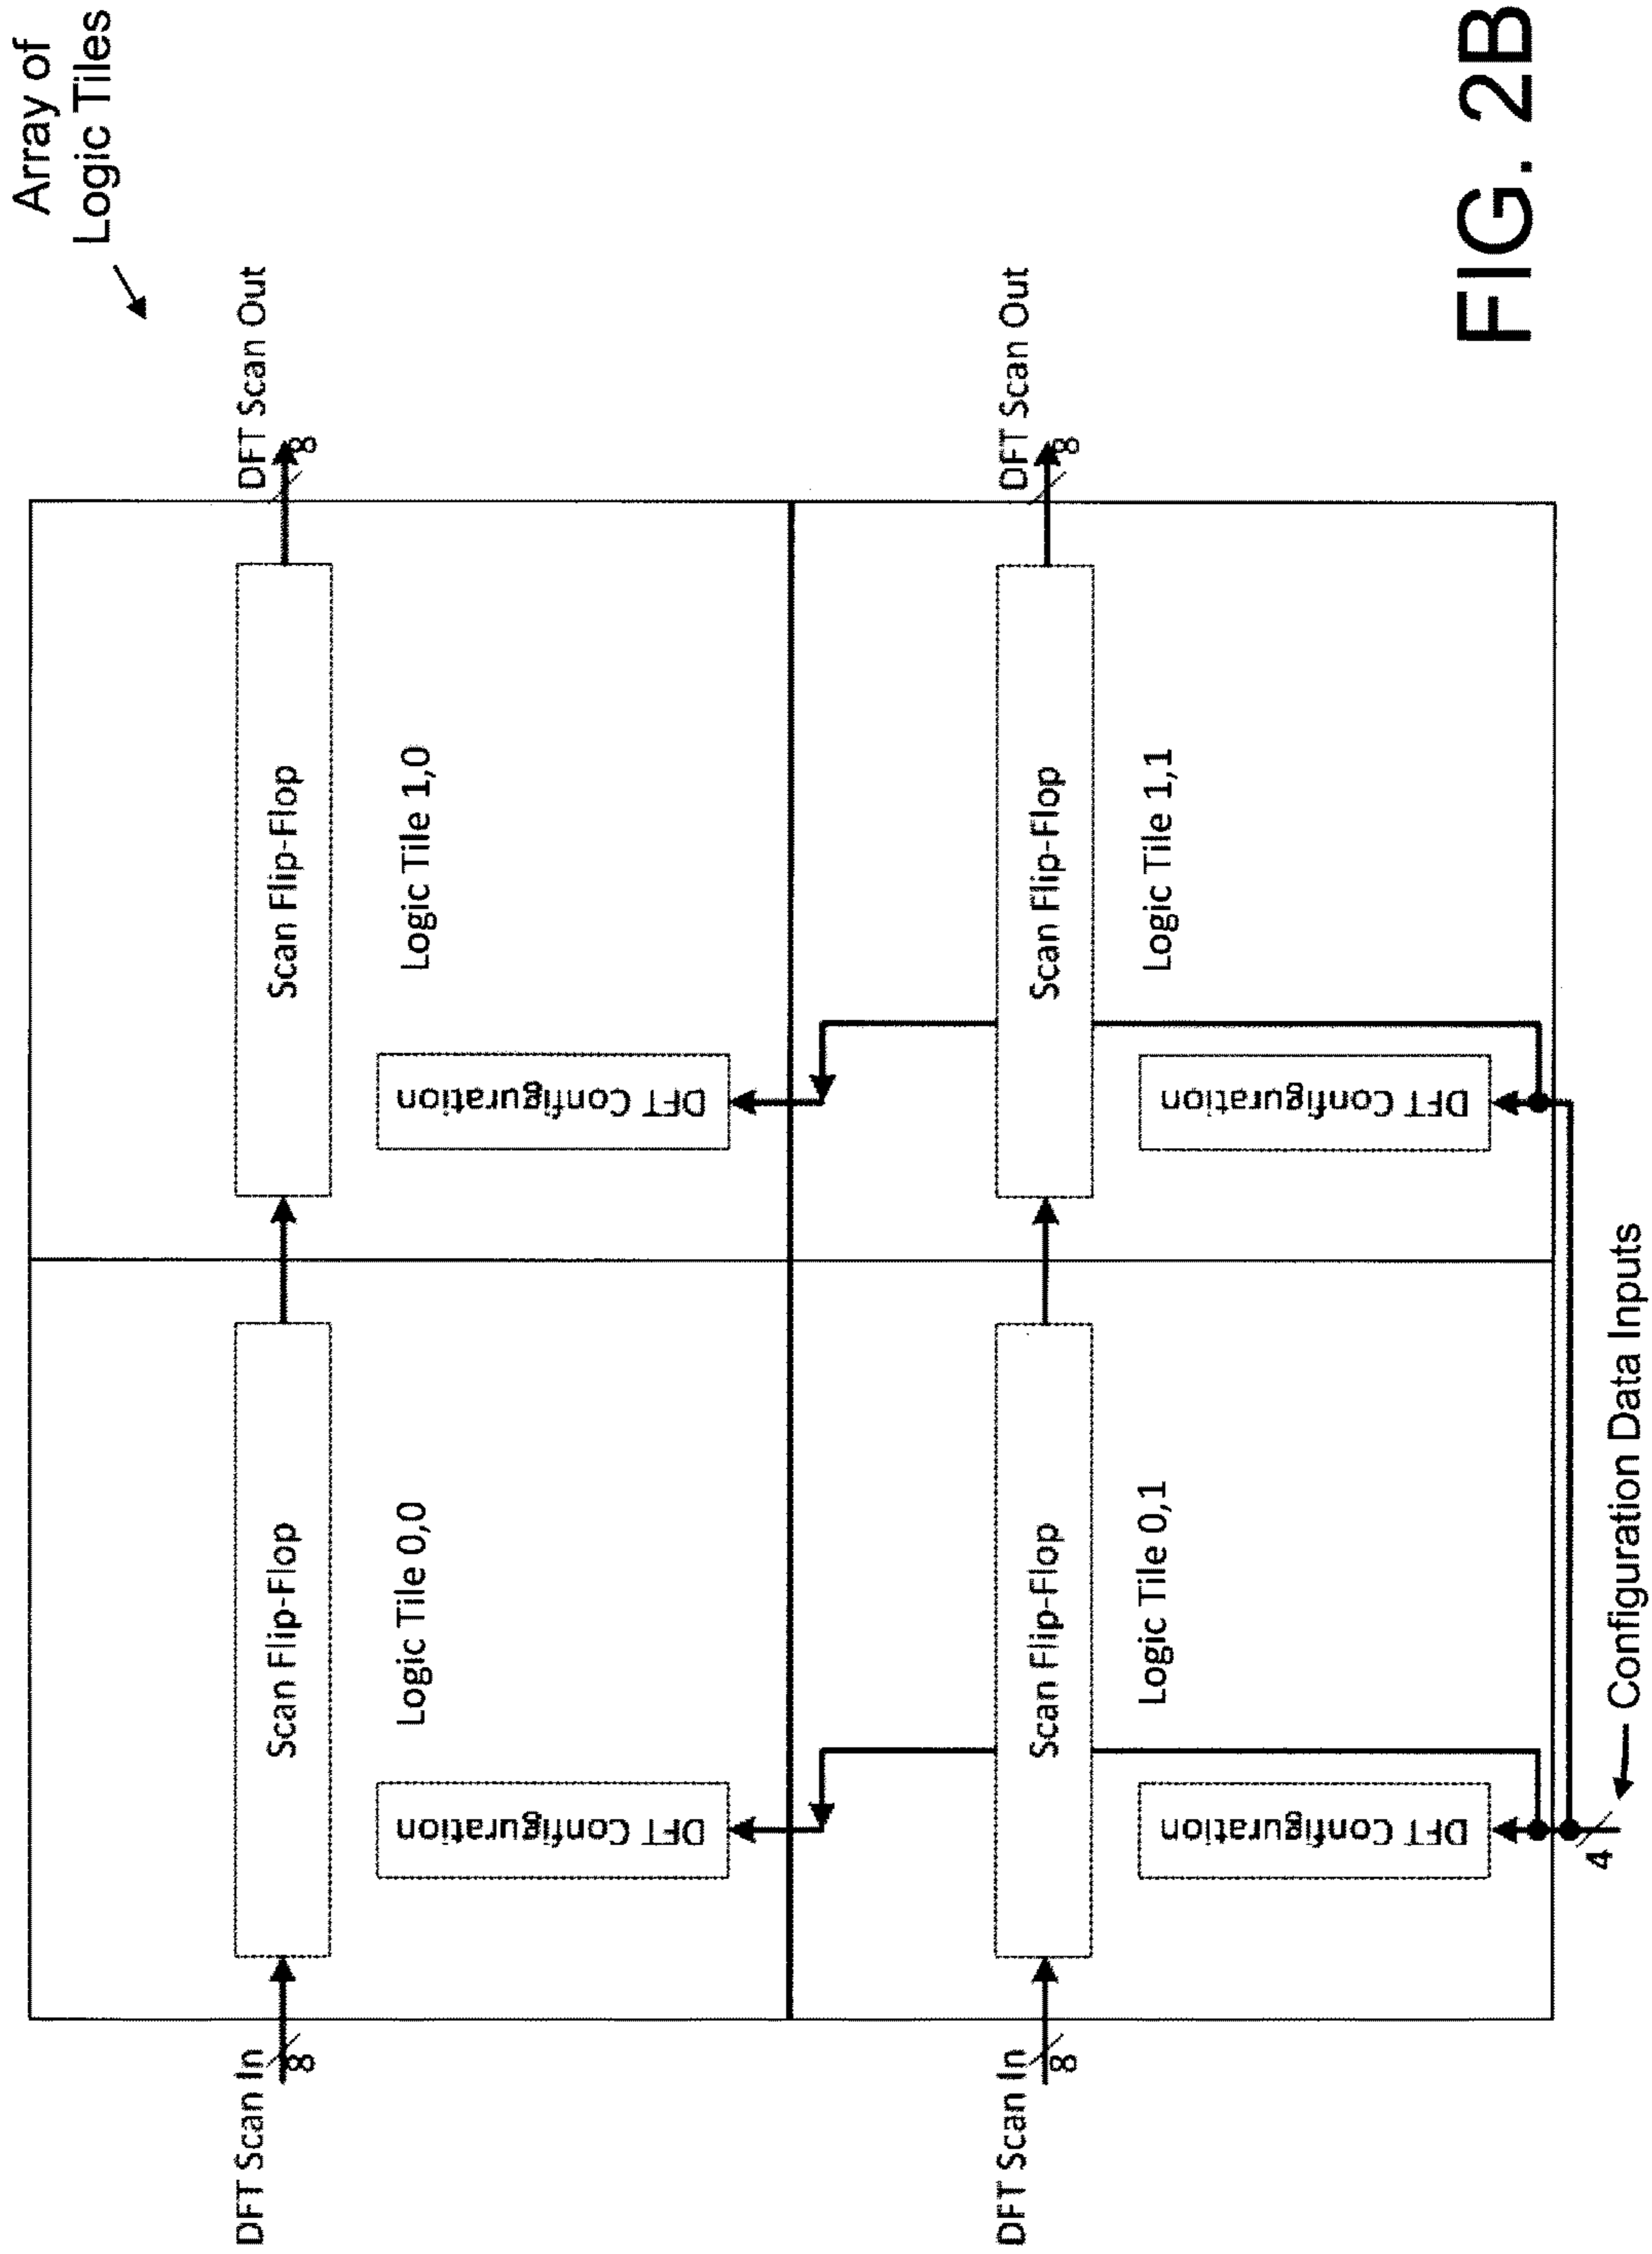 Array of
Logic Tiles
DFT Scan In
8
Scan Flip-Flop
Scan Flip-Flop
DFT Scan Out
8
Logic Tile 0,0
Logic Tile 1,0
DFT Configuration
DFT Configuration
DFT Scan In
8
Scan Flip-Flop
Scan Flip-Flop
DFT Scan Out
8
Logic Tile 0,1
Logic Tile 1,1
DFT Configuration
DFT Configuration
4
Configuration Data Inputs
FIG. 2B